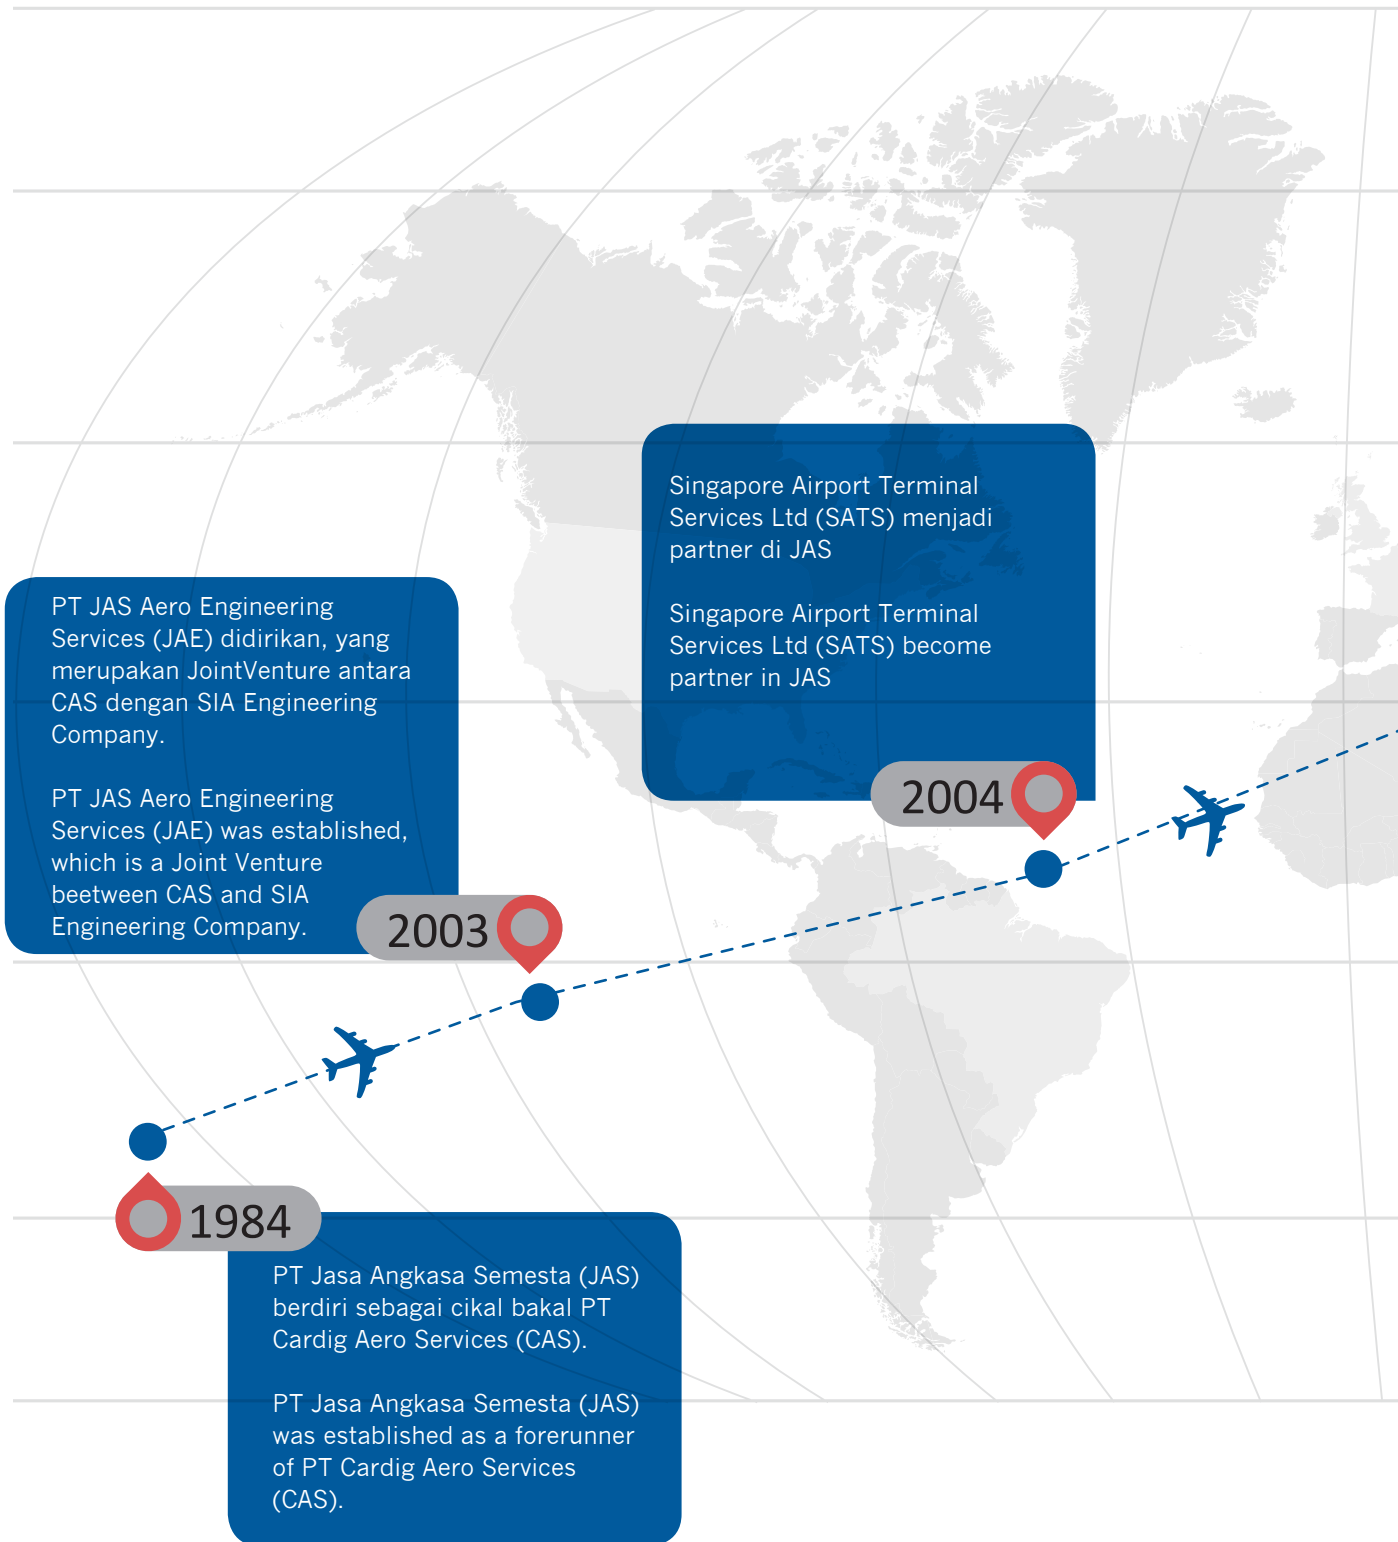 Singapore Airport Terminal
Services Ltd (SATS) menjadi
partner di JAS
Singapore Airport Terminal
Services Ltd (SATS) become
partner in JAS
2004
PT JAS Aero Engineering
Services (JAE) didirikan, yang
merupakan JointVenture antara
CAS dengan SIA Engineering
Company.
PT JAS Aero Engineering
Services (JAE) was established,
which is a Joint Venture
beetween CAS and SIA
Engineering Company.
2003
1984
PT Jasa Angkasa Semesta (JAS)
berdiri sebagai cikal bakal PT
Cardig Aero Services (CAS).
PT Jasa Angkasa Semesta (JAS)
was established as a forerunner
of PT Cardig Aero Services
(CAS).